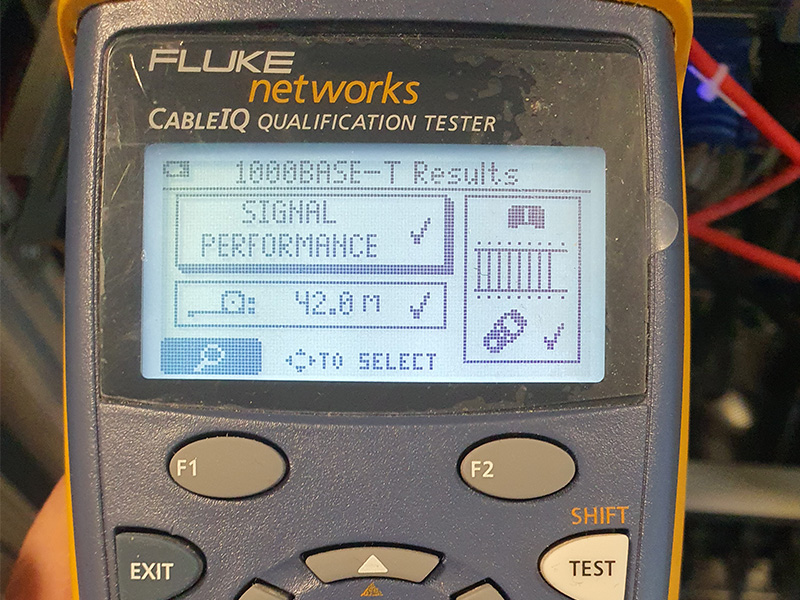 FLUKE
networks
CABLEIQ QUALIFICATION TESTER
1000BASE-T Results
SIGNAL
PERFORMANCE
42.0 m
TO SELECT
F1
F2
SHIFT
EXIT
TEST